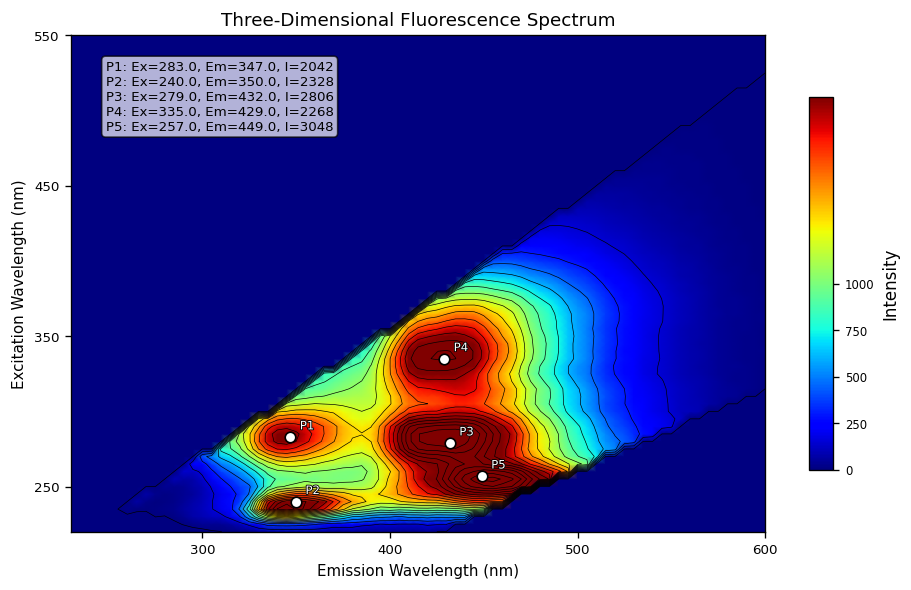 Three-Dimensional Fluorescence Spectrum
550
450
350
250
Excitation Wavelength (nm)
P1: Ex=283.0, Em=347.0, I=2042
P2: Ex=240.0, Em=350.0, I=2328
P3: Ex=279.0, Em=432.0, I=2806
P4: Ex=335.0, Em=429.0, I=2268
P5: Ex=257.0, Em=449.0, I=3048
P4
P1
P3
P5
P2
300
400
500
600
Emission Wavelength (nm)
1000
750
500
250
0
Intensity